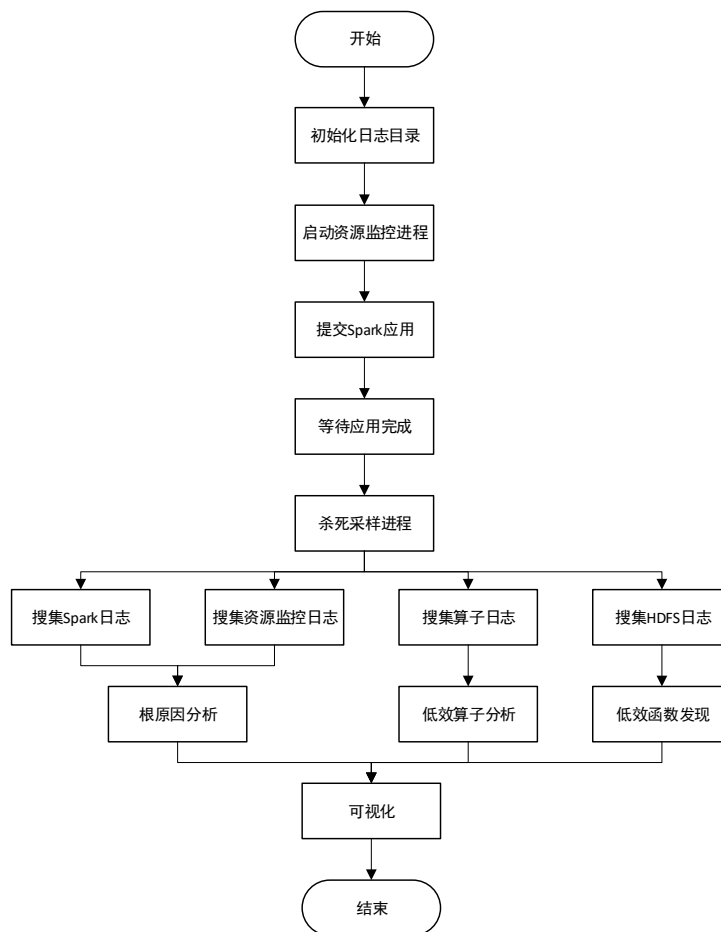 开始
初始化日志目录
启动资源监控进程
提交Spark应用
等待应用完成
杀死采样进程
搜集Spark日志
搜集资源监控日志
搜集算子日志
搜集HDFS日志
根原因分析
低效算子分析
低效函数发现
可视化
结束